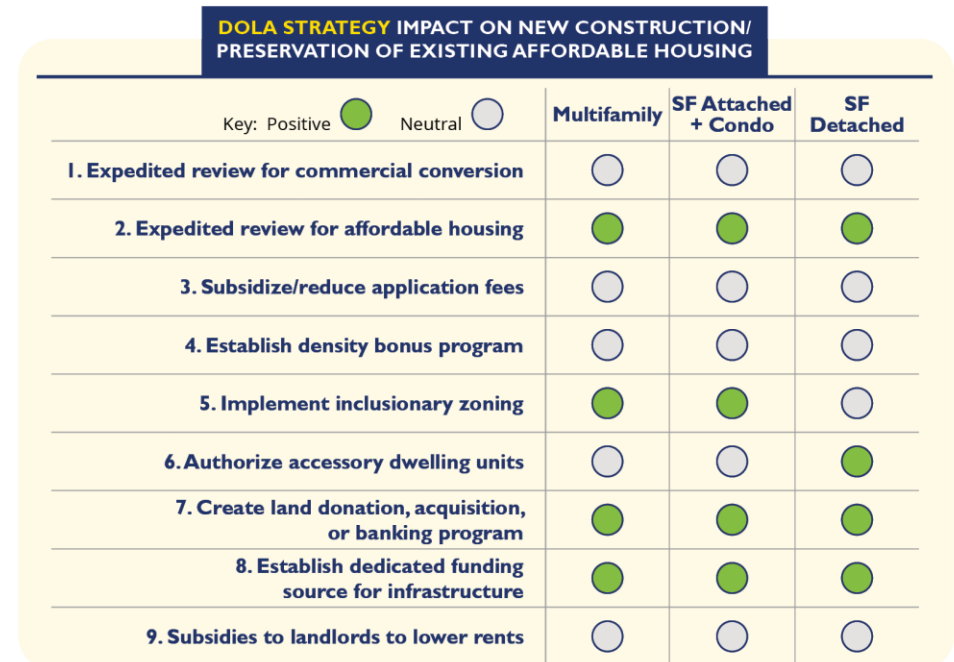 DOLA STRATEGY IMPACT ON NEW CONSTRUCTION/
PRESERVATION OF EXISTING AFFORDABLE HOUSING
Key: Positive Neutral
Multifamily
SF Attached
+ Condo
SF
Detached
1. Expedited review for commercial conversion
2. Expedited review for affordable housing
3. Subsidize/reduce application fees
4. Establish density bonus program
5. Implement inclusionary zoning
6. Authorize accessory dwelling units
7. Create land donation, acquisition,
or banking program
8. Establish dedicated funding
source for infrastructure
9. Subsidies to landlords to lower rents